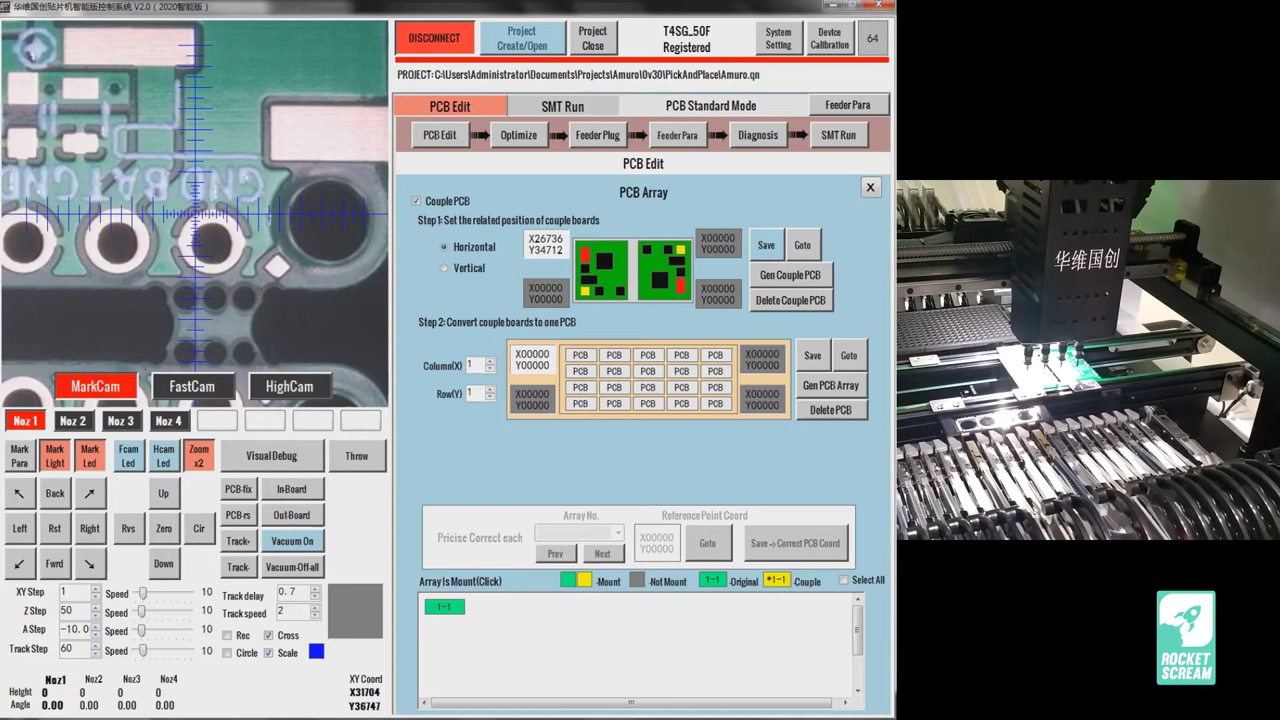 华维国创贴片机智能版控制系统 V2.0（2020智能版）
DISCONNECT
Project Create/Open
Project Close
T4SG_50F
Registered
System Setting
Device Calibration
64
PROJECT: C:\Users\Administrator\Documents\Projects\Amuro\0v30\PickAndPlace\Amuro.qn
PCB Edit
SMT Run
PCB Standard Mode
Feeder Para
PCB Edit
Optimize
Feeder Plug
Feeder Para
Diagnosis
SMT Run
PCB Edit
PCB Array
X
Couple PCB
Step 1: Set the related position of couple boards
Horizontal
Vertical
X26736
Y34712
X00000
Y00000
X00000
Y00000
X00000
Y00000
Save
Goto
Gen Couple PCB
Delete Couple PCB
Step 2: Convert couple boards to one PCB
Column(X) 1
Row(Y) 1
X00000
Y00000
X00000
Y00000
X00000
Y00000
X00000
Y00000
PCB PCB PCB PCB PCB
PCB PCB PCB PCB PCB
PCB PCB PCB PCB PCB
PCB PCB PCB PCB PCB
Save
Goto
Gen PCB Array
Delete PCB
Pricise Correct each
Array No.
Prev
Next
Reference Point Coord
X00000
Y00000
Goto
Save -> Correct PCB Coord
Array Is Mount(Click)
-Mount
-Not Mount
1-1 -Original
*1-1 -Couple
Select All
1-1
GND BAT GND
MarkCam
FastCam
HighCam
Noz 1
Noz 2
Noz 3
Noz 4
Mark Para
Mark Light
Mark Led
Fcam Led
Hcam Led
Zoom x2
Visual Debug
Throw
Back
Up
PCB-fix
In-Board
Left
Rst
Right
Rvs
Zero
Cir
PCB-rs
Out-Board
Track+
Vacuum On
Fwrd
Down
Track-
Vacuum-Off-all
XY Step 1 Speed 10
Z Step 50 Speed 10
A Step -10.0 Speed 10
Track Step 60 Speed 10
Track delay 0.7
Track speed 2
Rec
Cross
Circle
Scale
Noz1 Noz2 Noz3 Noz4
Height 0 0 0 0
Angle 0.00 0.00 0.00 0.00
XY Coord
X31704
Y36747
华维国创
ROCKET
SCREAM